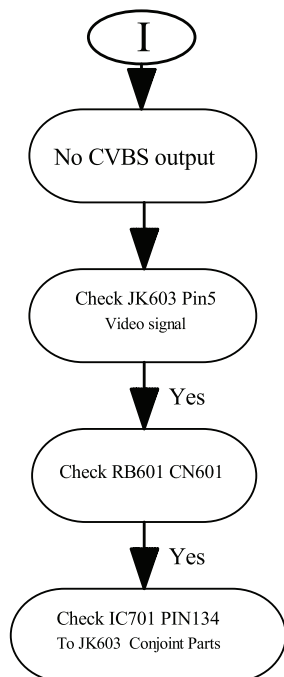 I
No CVBS output
Check JK603 Pin5
Video signal
Yes
Check RB601 CN601
Yes
Check IC701 PIN134
To JK603 Conjoint Parts